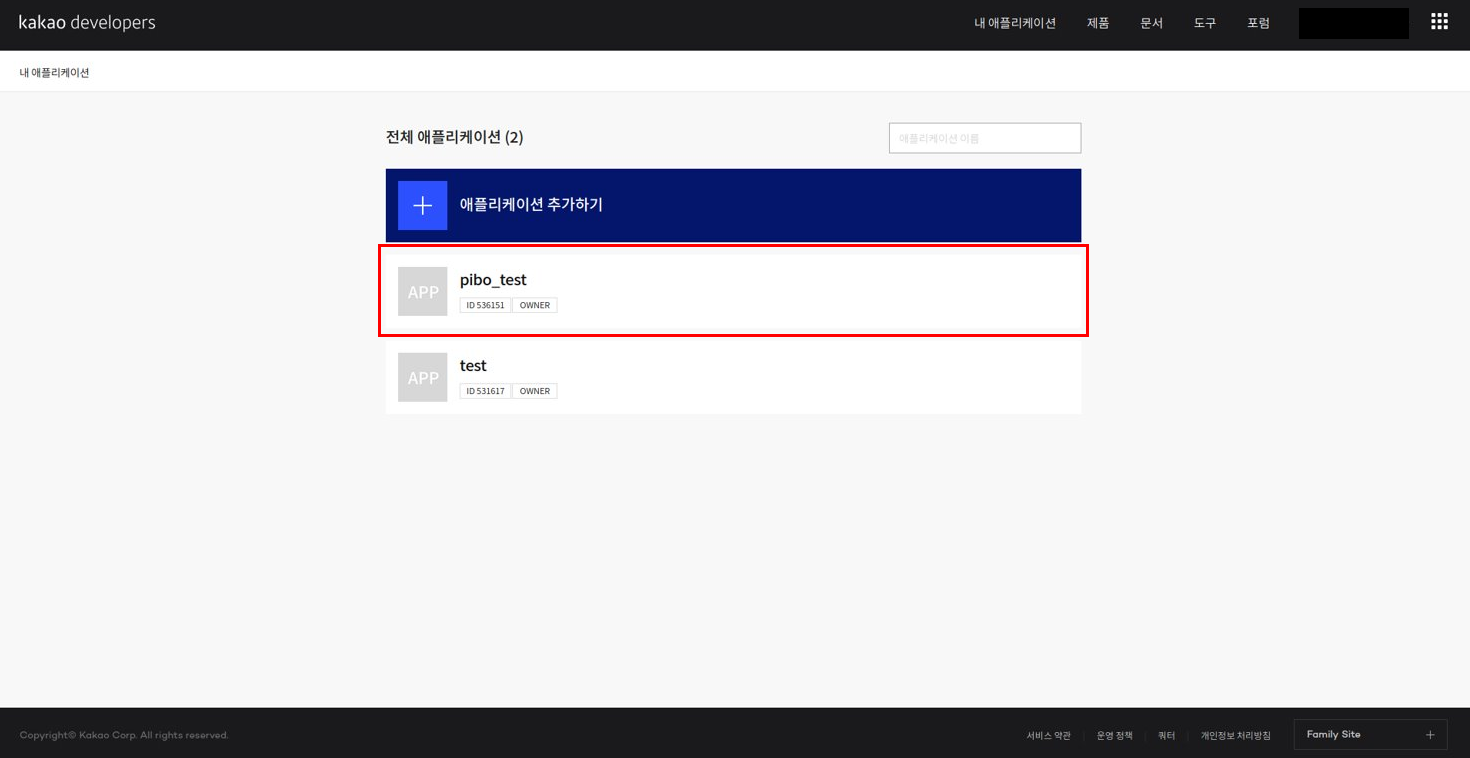 kakao developers
내 애플리케이션 제품 문서 도구 포럼
내 애플리케이션
전체 애플리케이션 (2)
애플리케이션 이름
애플리케이션 추가하기
APP
pibo_test
ID 536151 OWNER
APP
test
ID 531617 OWNER
Copyright© Kakao Corp. All rights reserved.
서비스 약관 운영 정책 쿼터 개인정보 처리방침 Family Site